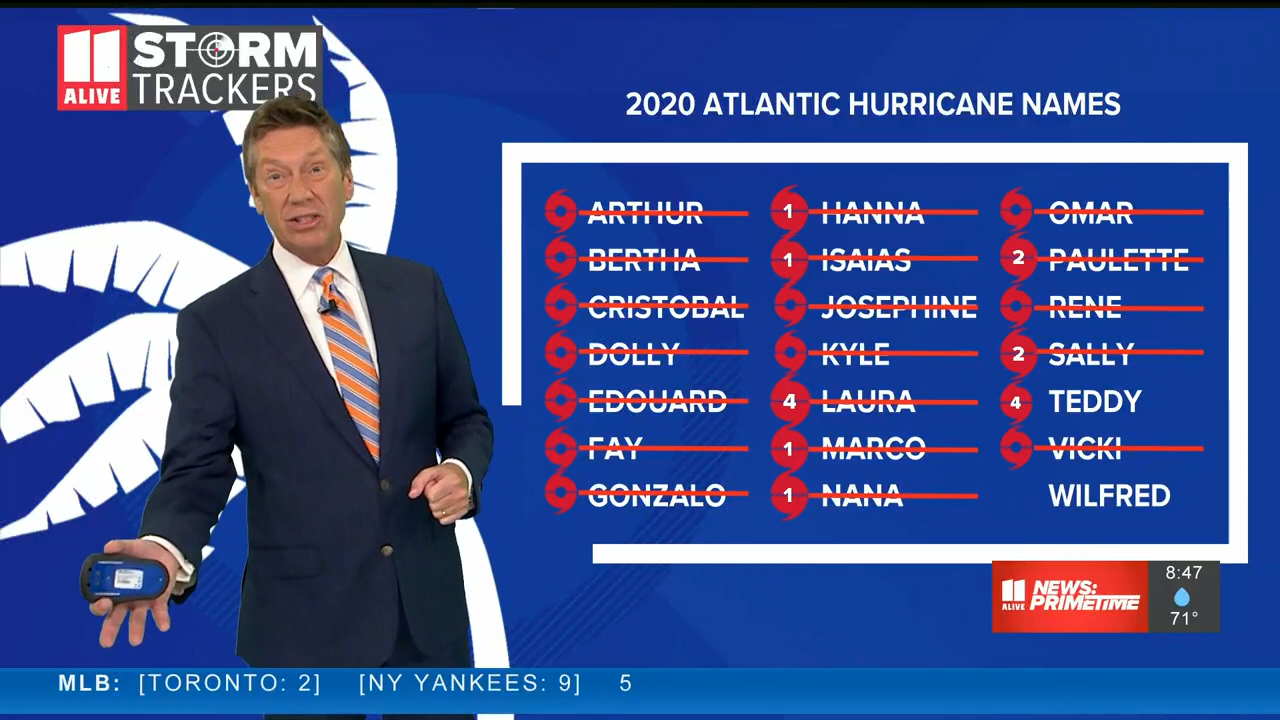 11 ALIVE STORM TRACKERS
2020 ATLANTIC HURRICANE NAMES
ARTHUR
BERTHA
CRISTOBAL
DOLLY
EDOUARD
FAY
GONZALO
1 HANNA
1 ISAIAS
JOSEPHINE
KYLE
4 LAURA
1 MARCO
1 NANA
OMAR
2 PAULETTE
RENE
2 SALLY
4 TEDDY
VICKI
WILFRED
11 ALIVE NEWS: PRIMETIME
8:47
71°
MLB: [TORONTO: 2] [NY YANKEES: 9] 5